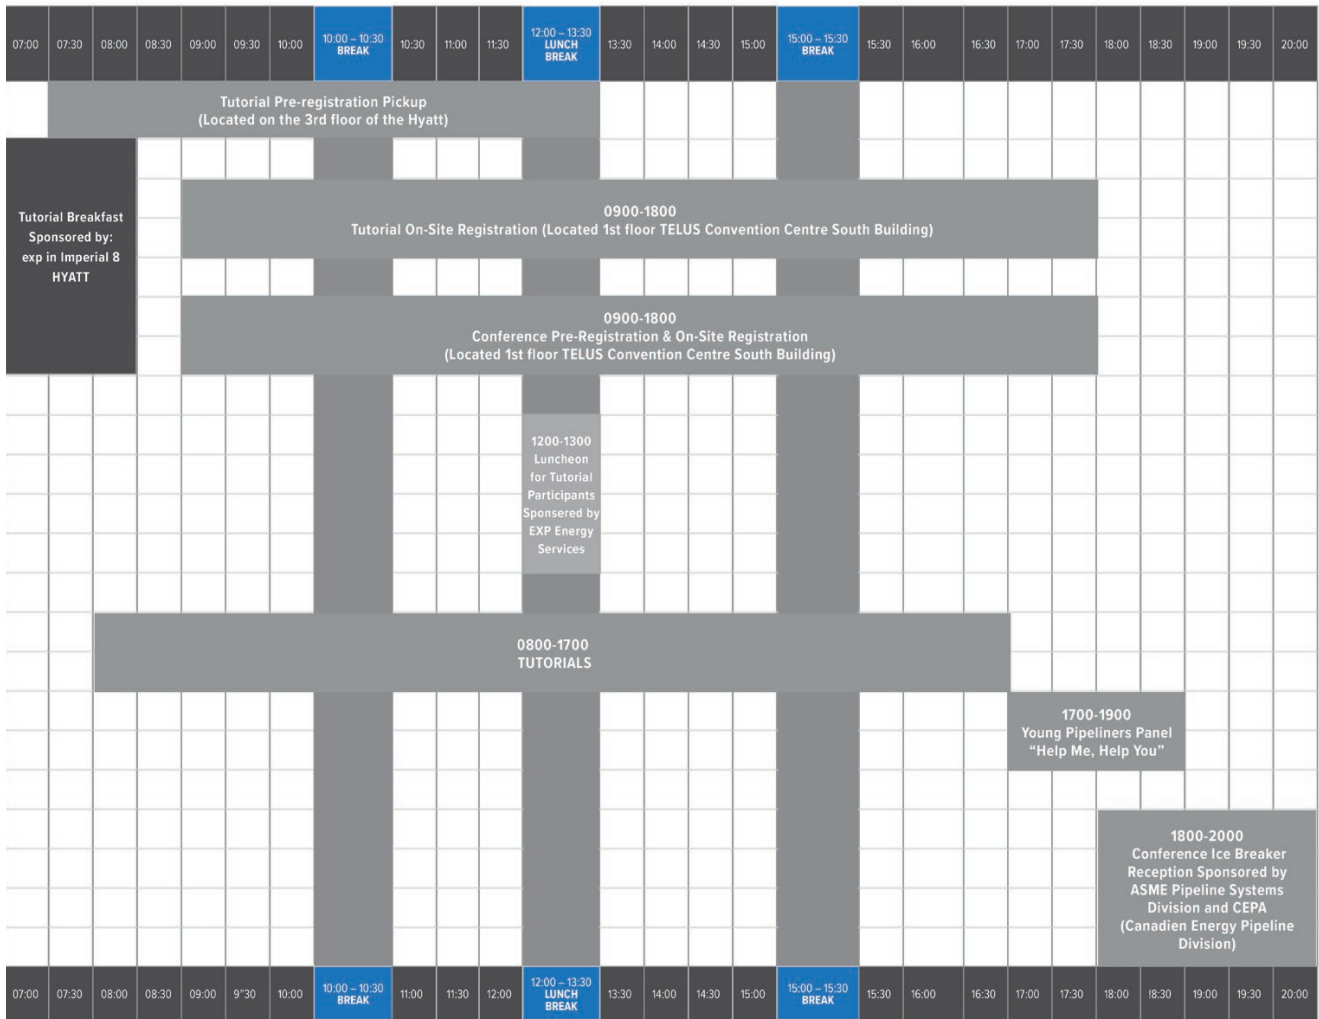 07:00 07:30 08:00 08:30 09:00 09:30 10:00 10:00 – 10:30 BREAK 10:30 11:00 11:30 12:00 – 13:30 LUNCH BREAK 13:30 14:00 14:30 15:00 15:00 – 15:30 BREAK 15:30 16:00 16:30 17:00 17:30 18:00 18:30 19:00 19:30 20:00
Tutorial Pre-registration Pickup
(Located on the 3rd floor of the Hyatt)
Tutorial Breakfast
Sponsored by:
exp in Imperial 8
HYATT
0900-1800
Tutorial On-Site Registration (Located 1st floor TELUS Convention Centre South Building)
0900-1800
Conference Pre-Registration & On-Site Registration
(Located 1st floor TELUS Convention Centre South Building)
1200-1300
Luncheon
for Tutorial
Participants
Sponsered by
EXP Energy
Services
0800-1700
TUTORIALS
1700-1900
Young Pipeliners Panel
“Help Me, Help You”
1800-2000
Conference Ice Breaker
Reception Sponsored by
ASME Pipeline Systems
Division and CEPA
(Canadien Energy Pipeline
Division)
07:00 07:30 08:00 08:30 09:00 9"30 10:00 10:00 – 10:30 BREAK 11:00 11:30 12:00 12:00 – 13:30 LUNCH BREAK 13:30 14:00 14:30 15:00 15:00 – 15:30 BREAK 15:30 16:00 16:30 17:00 17:30 18:00 18:30 19:00 19:30 20:00